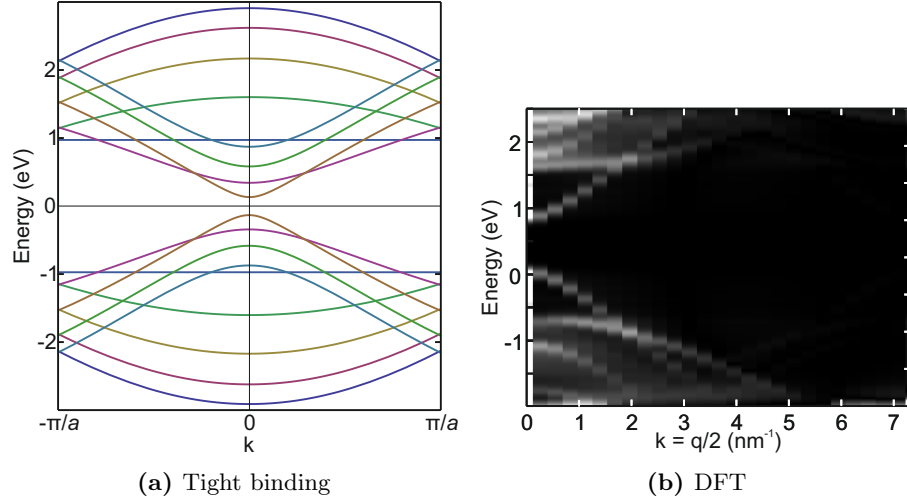 2
1
0
-1
-2
Energy (eV)
-π/a
0
π/a
k
(a) Tight binding
2
1
0
-1
Energy (eV)
0 1 2 3 4 5 6 7
k = q/2 (nm⁻¹)
(b) DFT